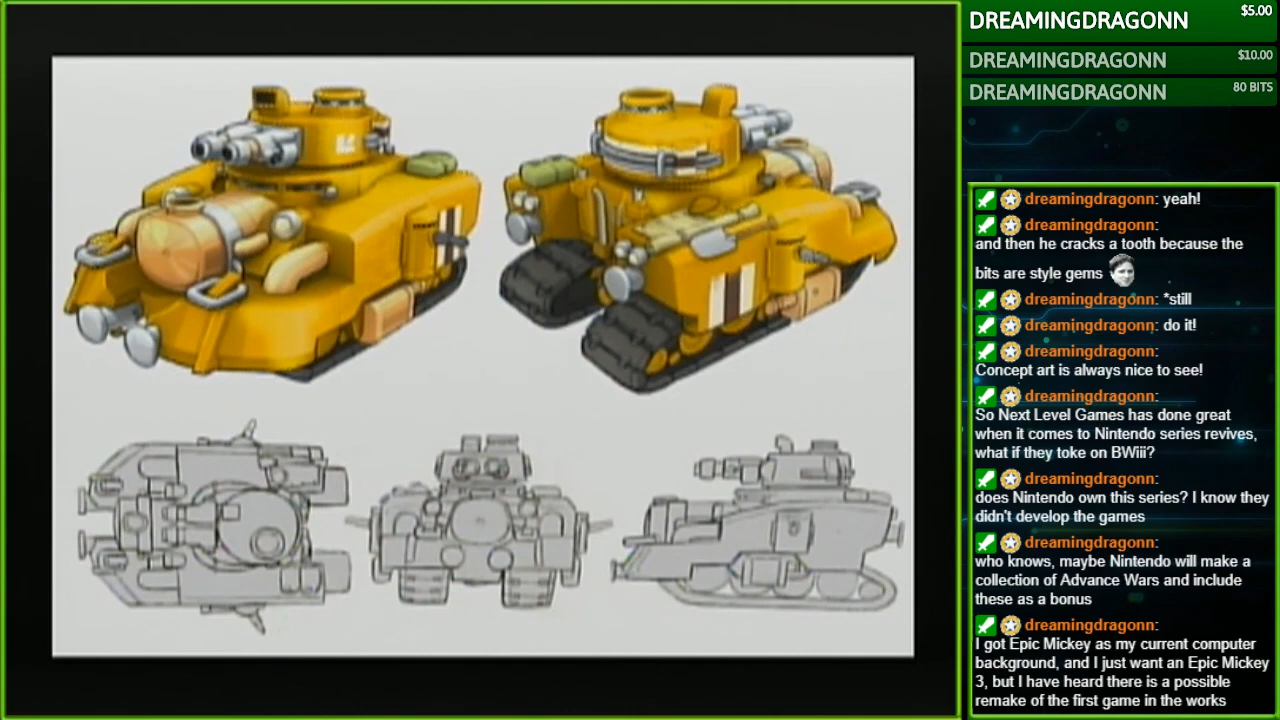 DREAMINGDRAGONN $5.00
DREAMINGDRAGONN $10.00
DREAMINGDRAGONN 80 BITS
dreamingdragonn: yeah!
dreamingdragonn:
and then he cracks a tooth because the
bits are style gems
dreamingdragonn: *still
dreamingdragonn: do it!
dreamingdragonn:
Concept art is always nice to see!
dreamingdragonn:
So Next Level Games has done great
when it comes to Nintendo series revives,
what if they toke on BWiii?
dreamingdragonn:
does Nintendo own this series? I know they
didn't develop the games
dreamingdragonn:
who knows, maybe Nintendo will make a
collection of Advance Wars and include
these as a bonus
dreamingdragonn:
I got Epic Mickey as my current computer
background, and I just want an Epic Mickey
3, but I have heard there is a possible
remake of the first game in the works